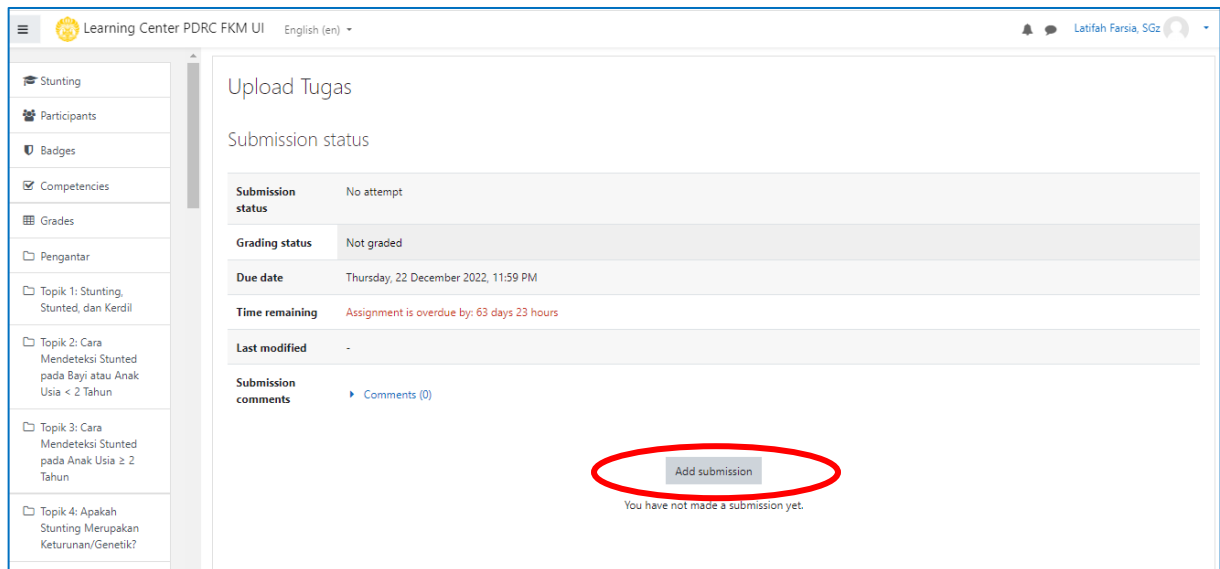 Learning Center PDRC FKM UI
English (en)
Latifah Farsia, SGz
Stunting
Participants
Badges
Competencies
Grades
Pengantar
Topik 1: Stunting,
Stunted, dan Kerdil
Topik 2: Cara
Mendeteksi Stunted
pada Bayi atau Anak
Usia < 2 Tahun
Topik 3: Cara
Mendeteksi Stunted
pada Anak Usia ≥ 2
Tahun
Topik 4: Apakah
Stunting Merupakan
Keturunan/Genetik?
Upload Tugas
Submission status
Submission
status
No attempt
Grading status
Not graded
Due date
Thursday, 22 December 2022, 11:59 PM
Time remaining
Assignment is overdue by: 63 days 23 hours
Last modified
-
Submission
comments
Comments (0)
Add submission
You have not made a submission yet.